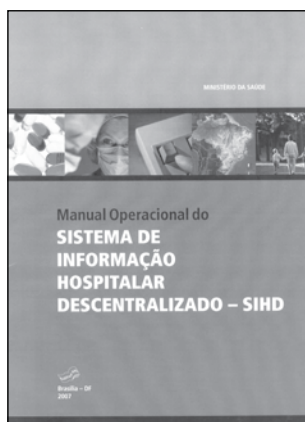 MINISTÉRIO DA SAÚDE
Manual Operacional do
SISTEMA DE
INFORMAÇÃO
HOSPITALAR
DESCENTRALIZADO – SIHD
Brasília – DF
2007